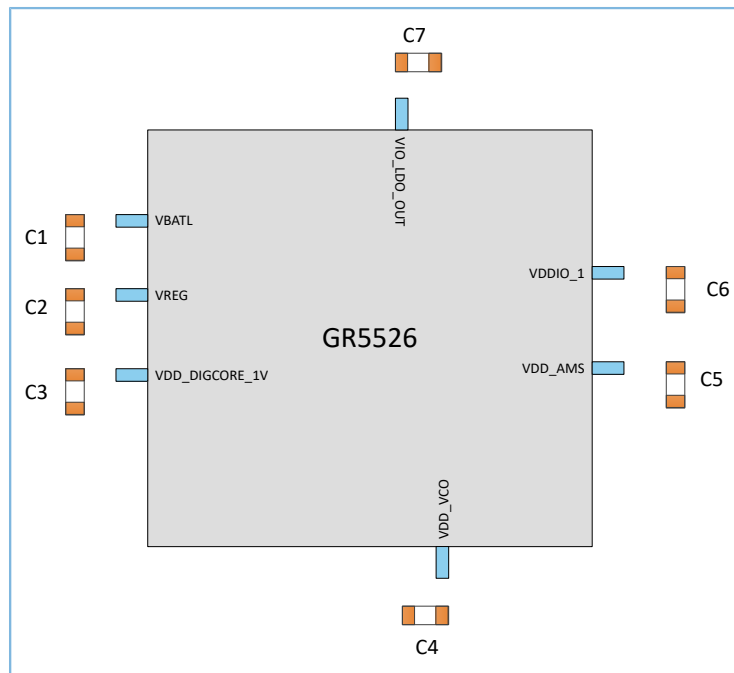 C7
VIO_LDO_OUT
C1
VBATL
VDDIO_1
C6
C2
VREG
GR5526
VDD_AMS
C5
C3
VDD_DIGCORE_1V
VDD_VCO
C4